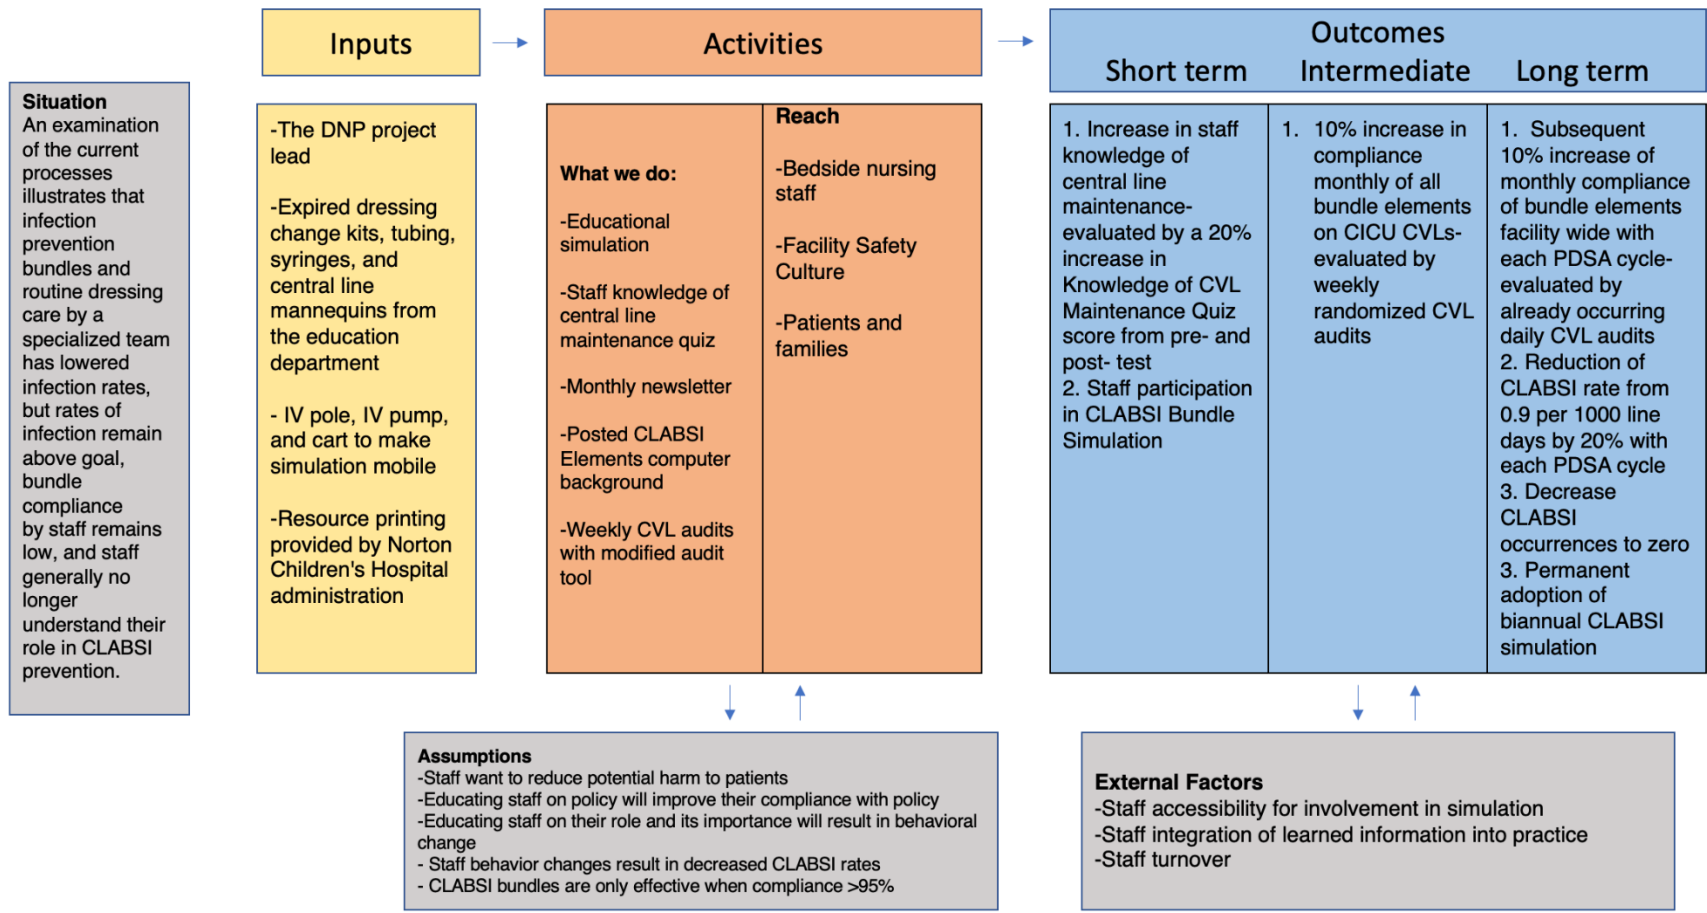 Situation
An examination
of the current
processes
illustrates that
infection
prevention
bundles and
routine dressing
care by a
specialized team
has lowered
infection rates,
but rates of
infection remain
above goal,
bundle
compliance
by staff remains
low, and staff
generally no
longer
understand their
role in CLABSI
prevention.
Inputs
-The DNP project
lead
-Expired dressing
change kits, tubing,
syringes, and
central line
mannequins from
the education
department
- IV pole, IV pump,
and cart to make
simulation mobile
-Resource printing
provided by Norton
Children's Hospital
administration
Activities
What we do:
-Educational
simulation
-Staff knowledge of
central line
maintenance quiz
-Monthly newsletter
-Posted CLABSI
Elements computer
background
-Weekly CVL audits
with modified audit
tool
Reach
-Bedside nursing
staff
-Facility Safety
Culture
-Patients and
families
Outcomes
Short term
Intermediate
Long term
1. Increase in staff
knowledge of
central line
maintenance-
evaluated by a 20%
increase in
Knowledge of CVL
Maintenance Quiz
score from pre- and
post- test
2. Staff participation
in CLABSI Bundle
Simulation
1. 10% increase in
compliance
monthly of all
bundle elements
on CICU CVLs-
evaluated by
weekly
randomized CVL
audits
1. Subsequent
10% increase of
monthly compliance
of bundle elements
facility wide with
each PDSA cycle-
evaluated by
already occurring
daily CVL audits
2. Reduction of
CLABSI rate from
0.9 per 1000 line
days by 20% with
each PDSA cycle
3. Decrease
CLABSI
occurrences to zero
3. Permanent
adoption of
biannual CLABSI
simulation
Assumptions
-Staff want to reduce potential harm to patients
-Educating staff on policy will improve their compliance with policy
-Educating staff on their role and its importance will result in behavioral
change
- Staff behavior changes result in decreased CLABSI rates
- CLABSI bundles are only effective when compliance >95%
External Factors
-Staff accessibility for involvement in simulation
-Staff integration of learned information into practice
-Staff turnover